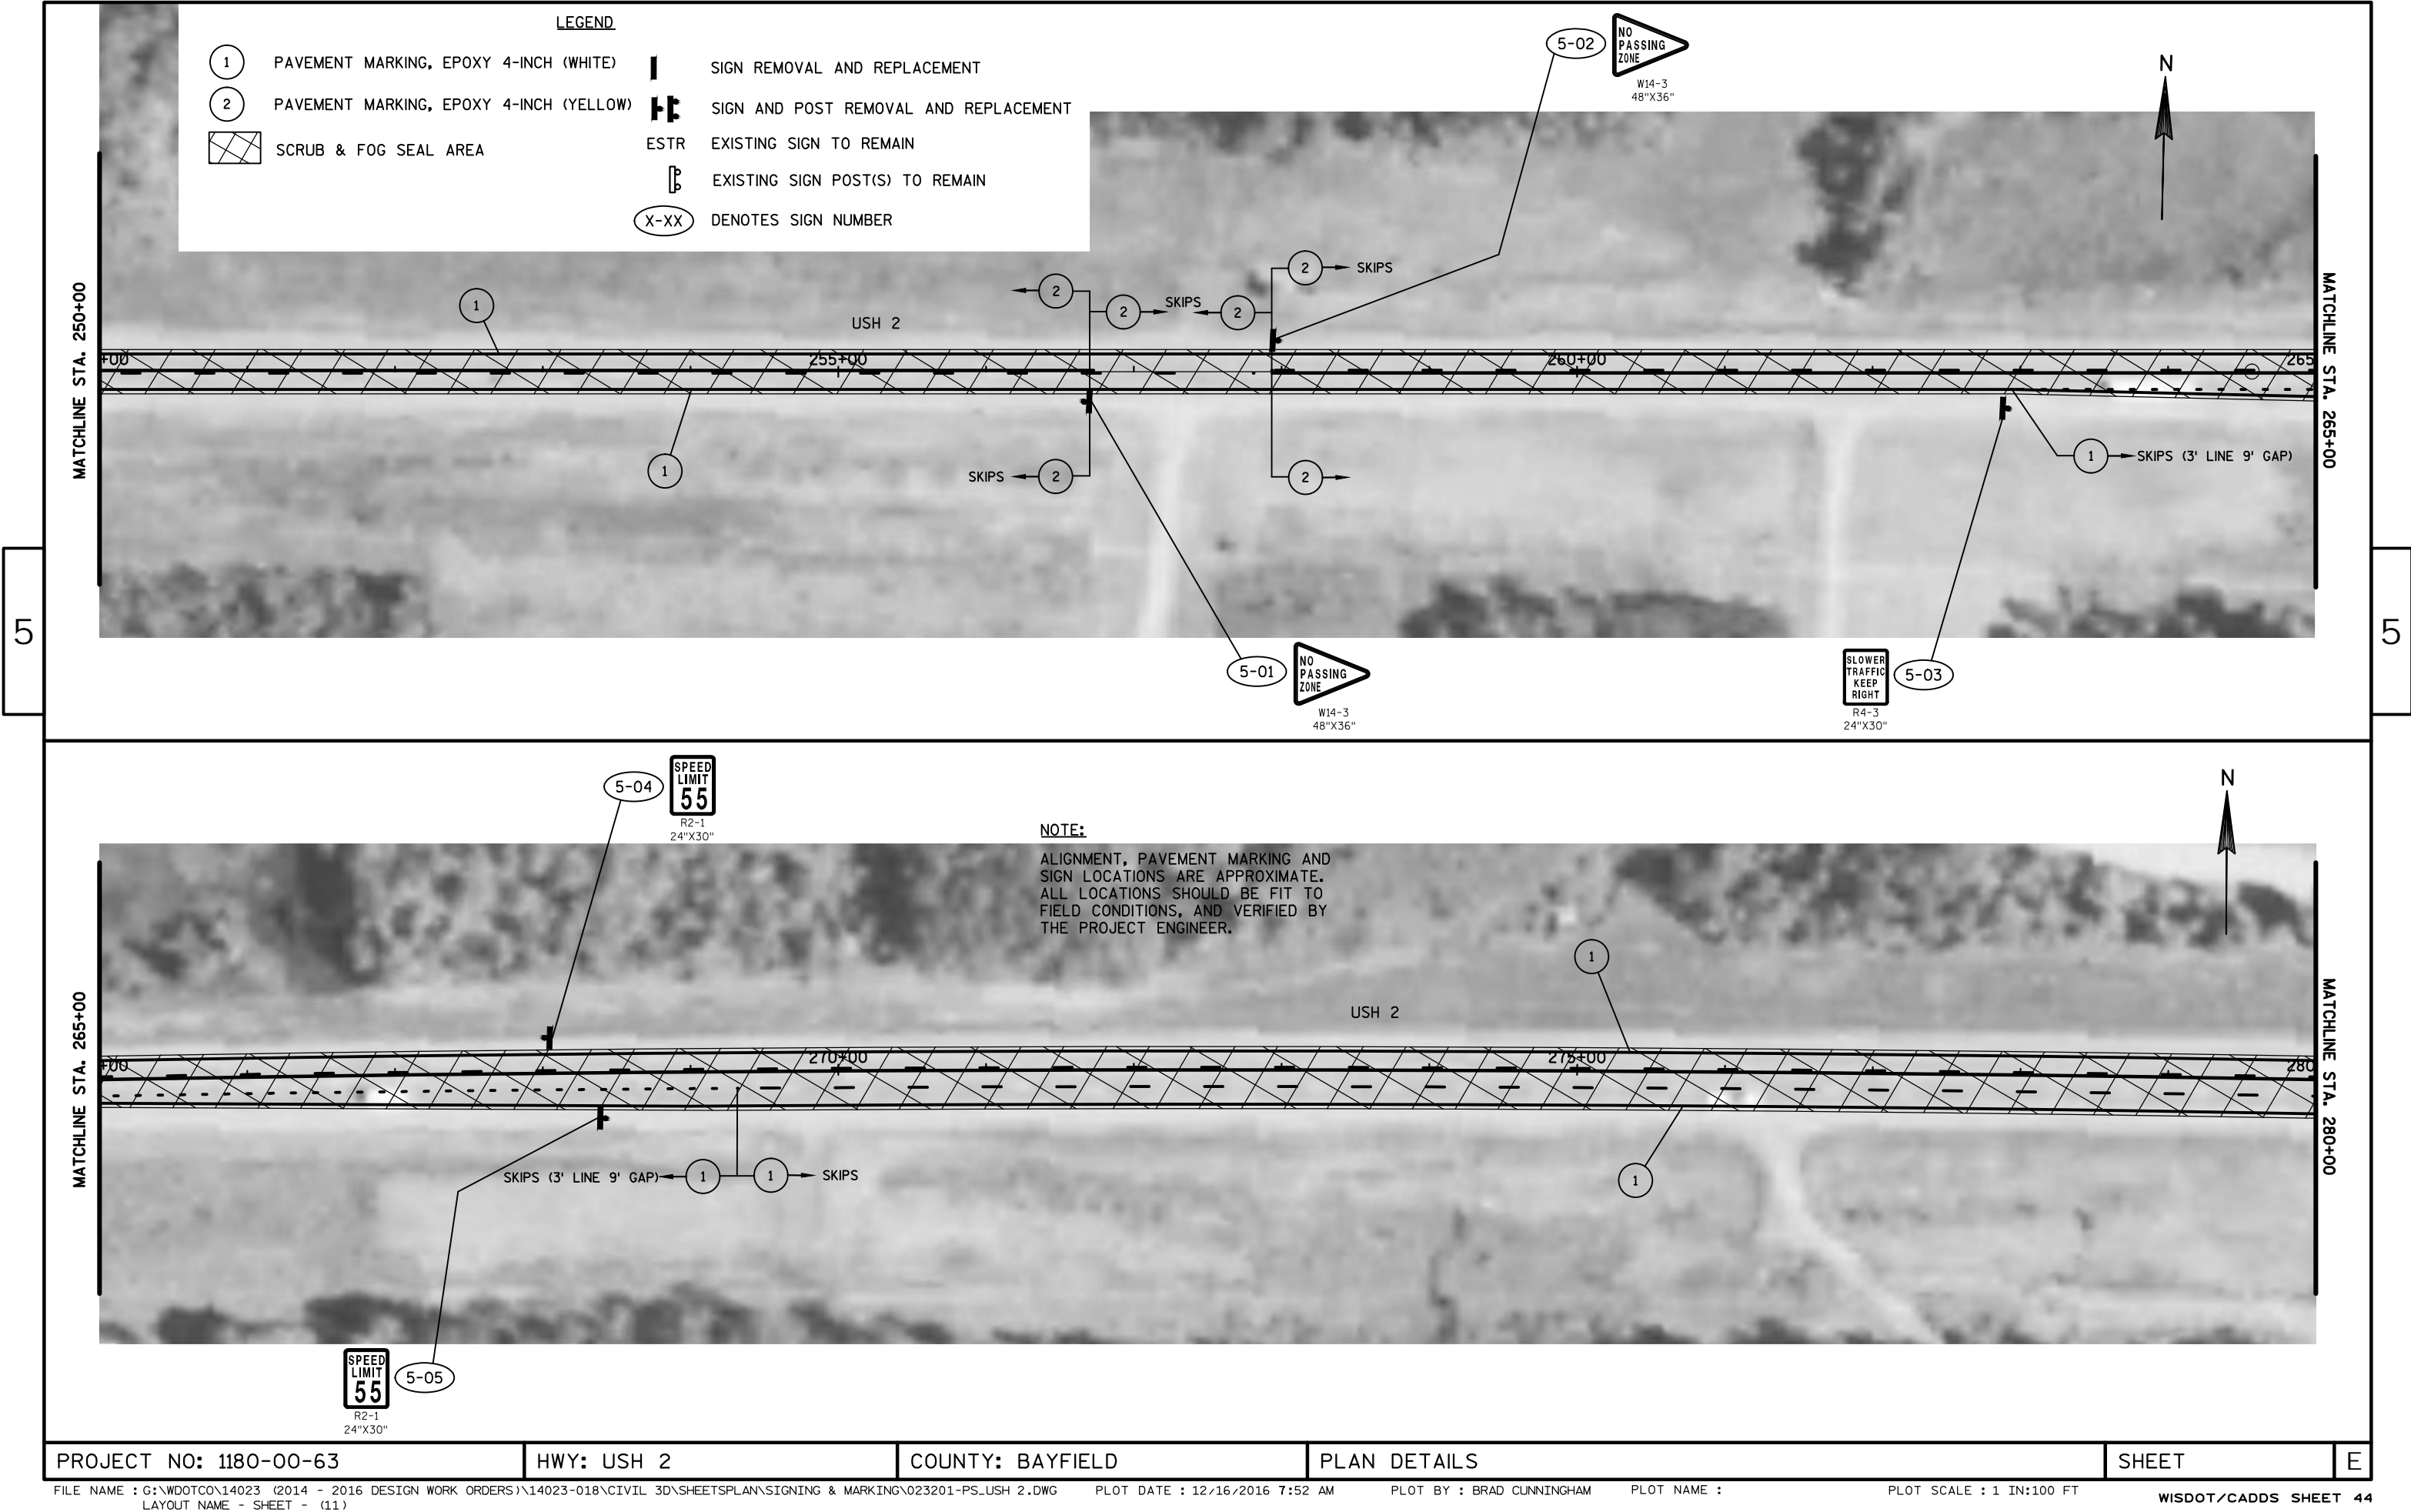 LEGEND
1 PAVEMENT MARKING, EPOXY 4-INCH (WHITE)
2 PAVEMENT MARKING, EPOXY 4-INCH (YELLOW)
SCRUB & FOG SEAL AREA
SIGN REMOVAL AND REPLACEMENT
SIGN AND POST REMOVAL AND REPLACEMENT
ESTR EXISTING SIGN TO REMAIN
EXISTING SIGN POST(S) TO REMAIN
X-XX DENOTES SIGN NUMBER
5-02
NO
PASSING
ZONE
W14-3
48"X36"
N
MATCHLINE STA. 250+00
MATCHLINE STA. 265+00
1
USH 2
2
2
SKIPS
2
2
SKIPS
+00
255+00
260+00
265
1
SKIPS 2
2
1 SKIPS (3' LINE 9' GAP)
5-01
NO
PASSING
ZONE
W14-3
48"X36"
SLOWER
TRAFFIC
KEEP
RIGHT
R4-3
24"X30"
5-03
5
5
5-04
SPEED
LIMIT
55
R2-1
24"X30"
NOTE:
ALIGNMENT, PAVEMENT MARKING AND
SIGN LOCATIONS ARE APPROXIMATE.
ALL LOCATIONS SHOULD BE FIT TO
FIELD CONDITIONS, AND VERIFIED BY
THE PROJECT ENGINEER.
N
MATCHLINE STA. 265+00
MATCHLINE STA. 280+00
1
USH 2
+00
270+00
275+00
280
SKIPS (3' LINE 9' GAP) 1 1 SKIPS
1
SPEED
LIMIT
55
R2-1
24"X30"
5-05
PROJECT NO: 1180-00-63 HWY: USH 2 COUNTY: BAYFIELD PLAN DETAILS SHEET E
FILE NAME : G:\WDOTCO\14023 (2014 - 2016 DESIGN WORK ORDERS)\14023-018\CIVIL 3D\SHEETSPLAN\SIGNING & MARKING\023201-PS_USH 2.DWG PLOT DATE : 12/16/2016 7:52 AM PLOT BY : BRAD CUNNINGHAM PLOT NAME : PLOT SCALE : 1 IN:100 FT
LAYOUT NAME - SHEET - (11)
WISDOT/CADDS SHEET 44